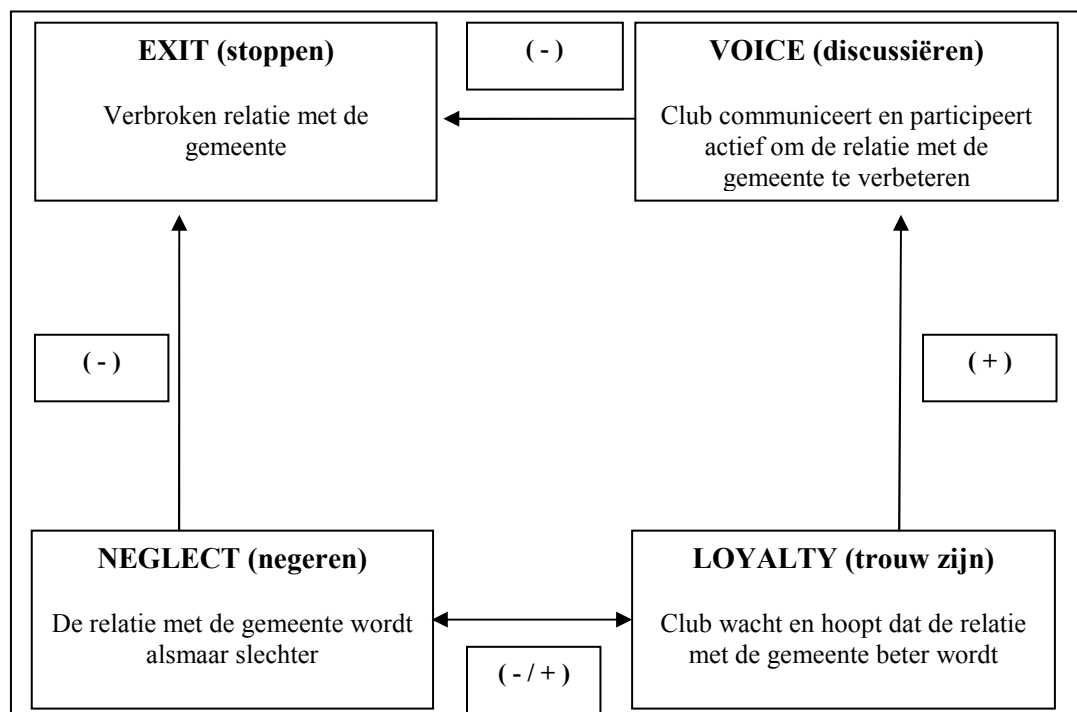 EXIT (stoppen)
Verbroken relatie met de
gemeente
( - )
VOICE (discussiëren)
Club communiceert en participeert
actief om de relatie met de
gemeente te verbeteren
( - )
( + )
NEGLECT (negeren)
De relatie met de gemeente wordt
alsmaar slechter
( - / + )
LOYALTY (trouw zijn)
Club wacht en hoopt dat de relatie
met de gemeente beter wordt